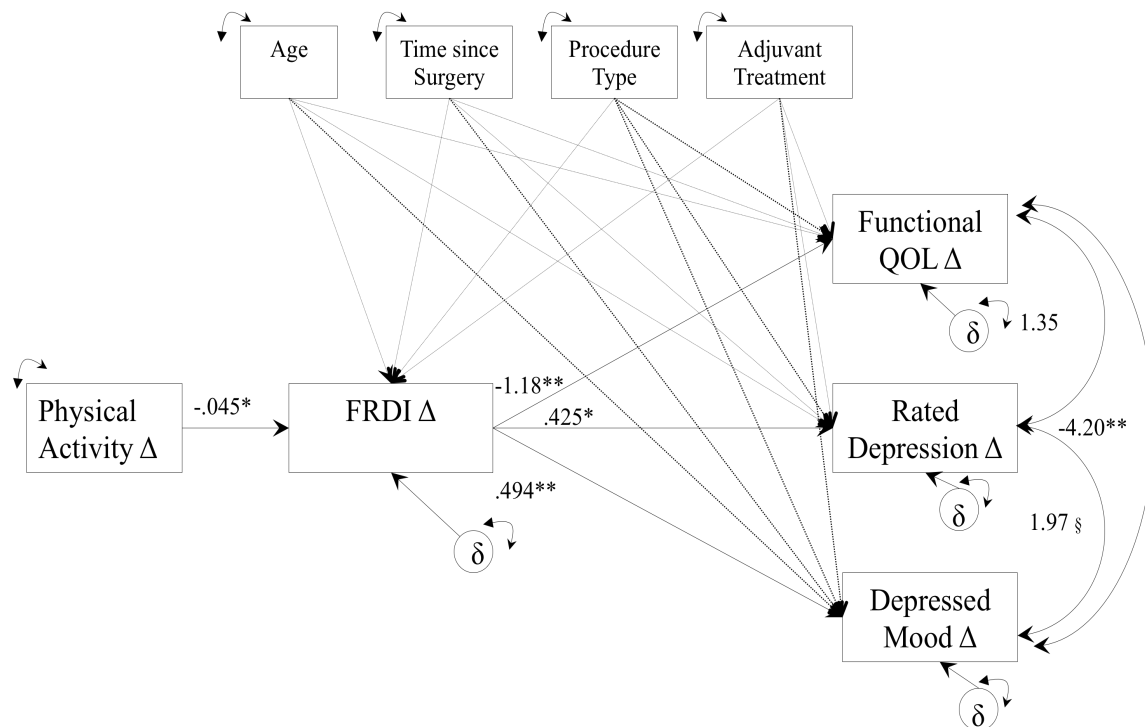 Age
Time since
Surgery
Procedure
Type
Adjuvant
Treatment
Functional
QOL Δ
δ
1.35
Physical
Activity Δ
-.045*
FRDI Δ
-1.18**
.425*
.494**
δ
Rated
Depression Δ
δ
-4.20**
1.97 §
Depressed
Mood Δ
δ